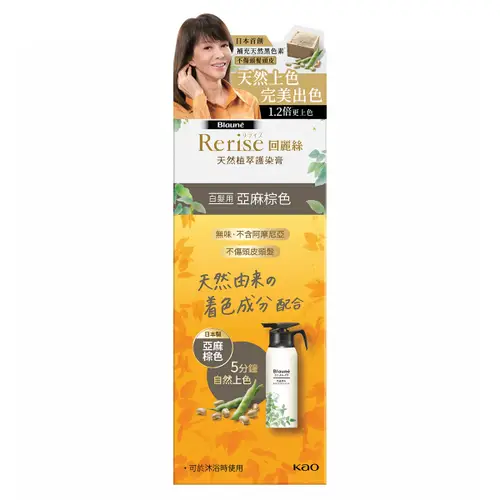 日本首創
補充天然黑色素
不傷頭髮頭皮
天然上色
完美出色
1.2倍更上色
Blauné
リライズ
Rerise 回麗絲
天然植萃護染膏
白髮用 亞麻棕色
無味·不含阿摩尼亞
不傷頭皮頭髮
天然由来の
着色成分 配合
日本製
亞麻
棕色
5分鐘
自然上色
Blauné
·可於沐浴時使用
Kao